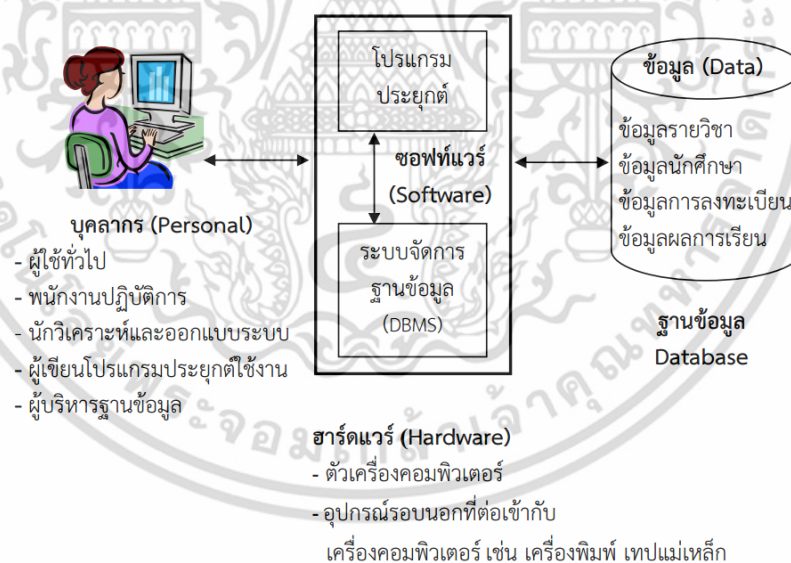 โปรแกรม
ประยุกต์
ซอฟท์แวร์
(Software)
ระบบจัดการ
ฐานข้อมูล
(DBMS)
ข้อมูล (Data)
ข้อมูลรายวิชา
ข้อมูลนักศึกษา
ข้อมูลการลงทะเบียน
ข้อมูลผลการเรียน
ฐานข้อมูล
Database
บุคลากร (Personal)
- ผู้ใช้ทั่วไป
- พนักงานปฏิบัติการ
- นักวิเคราะห์และออกแบบระบบ
- ผู้เขียนโปรแกรมประยุกต์ใช้งาน
- ผู้บริหารฐานข้อมูล
ฮาร์ดแวร์ (Hardware)
- ตัวเครื่องคอมพิวเตอร์
- อุปกรณ์รอบนอกที่ต่อเข้ากับ
เครื่องคอมพิวเตอร์ เช่น เครื่องพิมพ์ เทปแม่เหล็ก